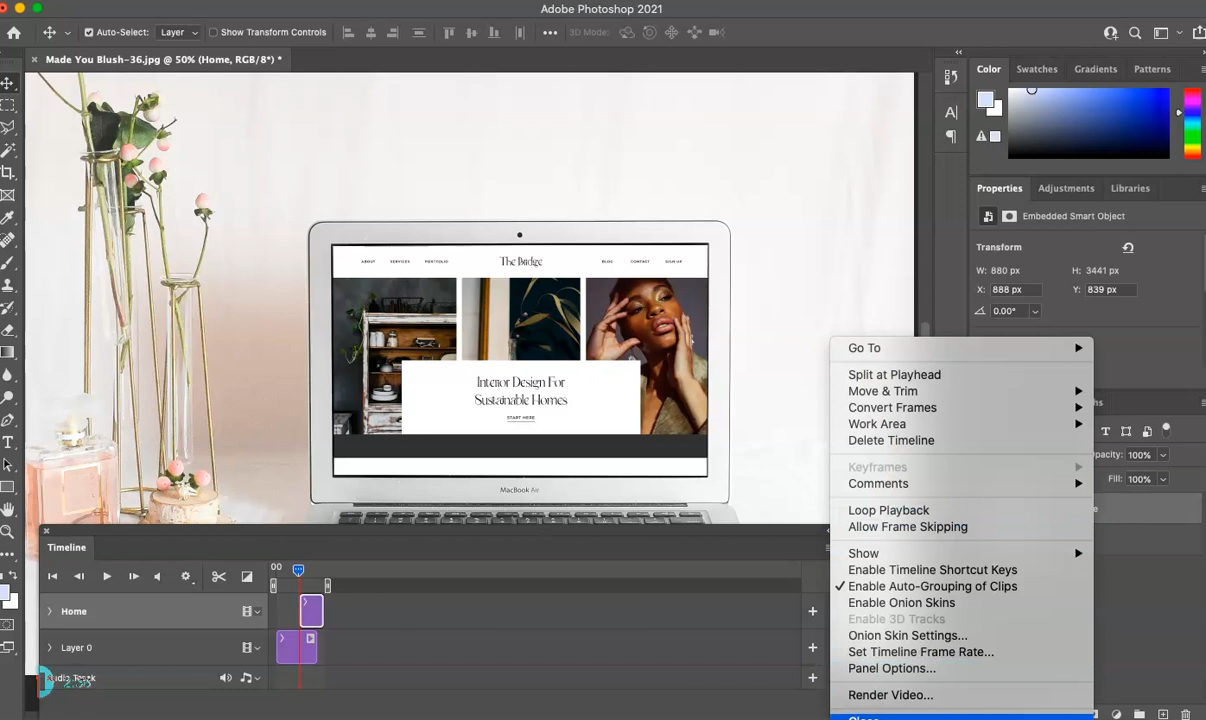 Adobe Photoshop 2021
Auto-Select: Layer Show Transform Controls 3D Mode:
Made You Blush-36.jpg @ 50% (Home, RGB/8*) *
Color Swatches Gradients Patterns
Properties Adjustments Libraries
Embedded Smart Object
Transform
W: 880 px H: 3441 px
X: 888 px Y: 839 px
0.00°
ABOUT SERVICES PORTFOLIO
BLOG CONTACT SIGN UP
Interior Design For
Sustainable Homes
START HERE
MacBook Air
Go To
Split at Playhead
Move & Trim
Convert Frames
Work Area
Delete Timeline
Keyframes
Comments
Loop Playback
Allow Frame Skipping
Show
Enable Timeline Shortcut Keys
Enable Auto-Grouping of Clips
Enable Onion Skins
Enable 3D Tracks
Onion Skin Settings...
Set Timeline Frame Rate...
Panel Options...
Render Video...
Opacity: 100%
Fill: 100%
Timeline
00
Home
Layer 0